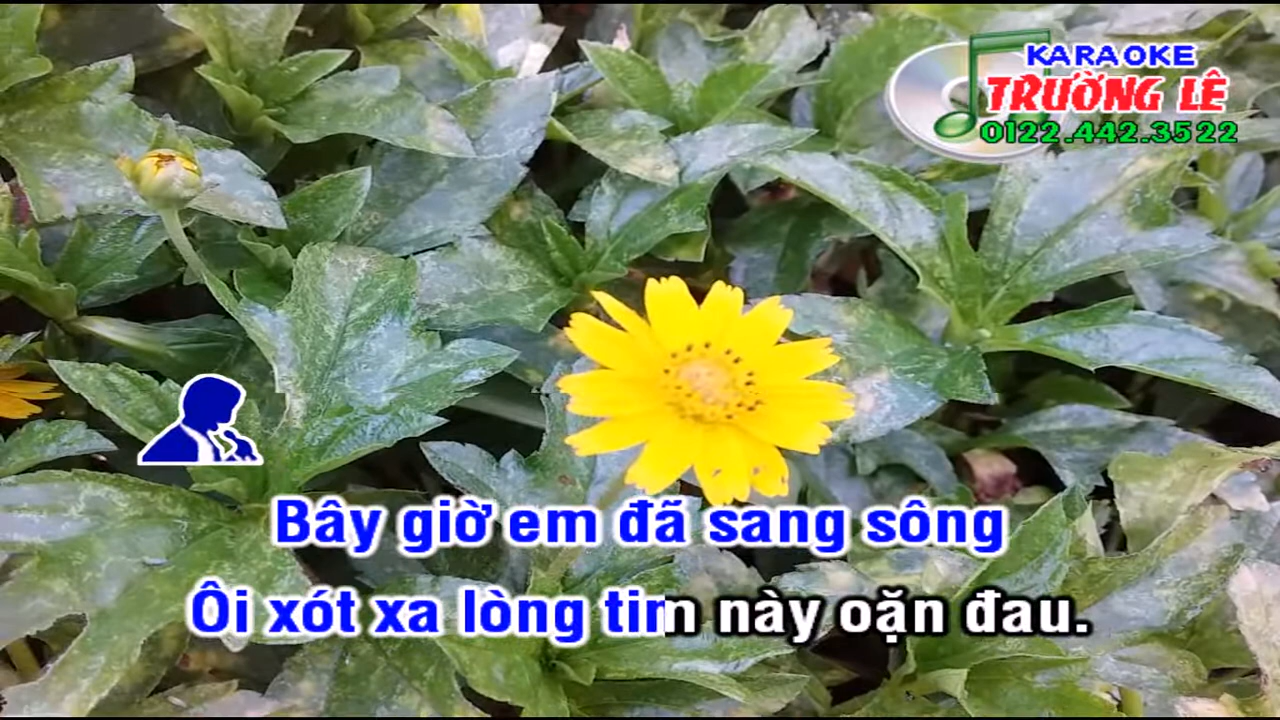 KARAOKE
TRƯỜNG LÊ
0122.442.3522
Bây giờ em đã sang sông
Ôi xót xa lòng tim này oặn đau.